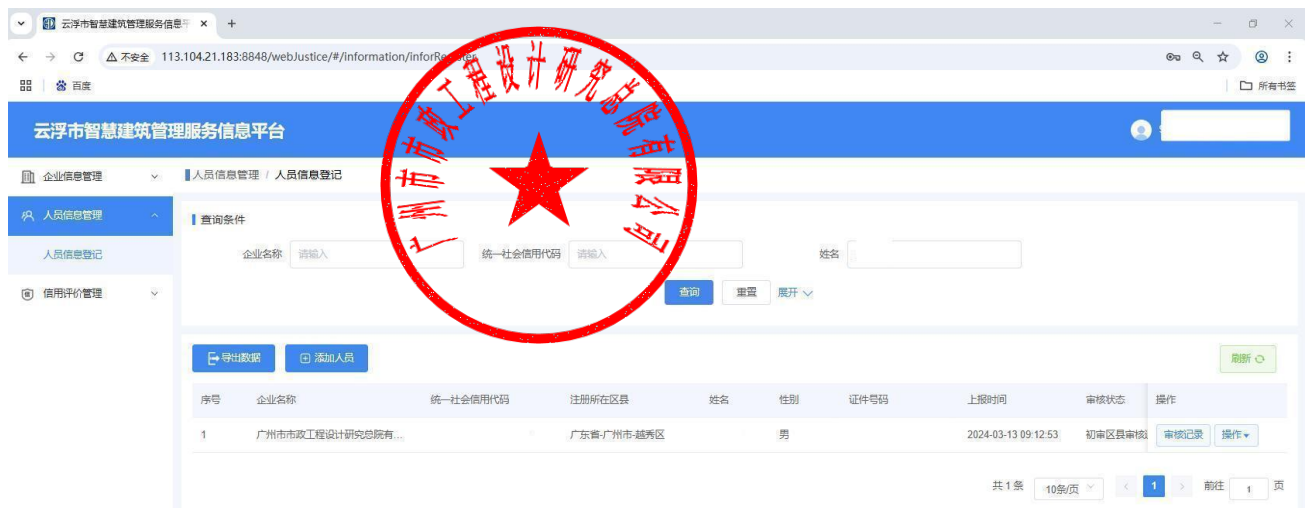 云浮市智慧建筑管理服务信息平
不安全 113.104.21.183:8848/webJustice/#/information/inforRegister
百度
所有书签
云浮市智慧建筑管理服务信息平台
广州市市政工程设计研究总院有限公司
企业信息管理
人员信息管理 / 人员信息登记
人员信息管理
人员信息登记
信用评价管理
查询条件
企业名称 请输入 统一社会信用代码 请输入 姓名
查询 重置 展开
导出数据 添加人员 刷新
序号 企业名称 统一社会信用代码 注册所在区县 姓名 性别 证件号码 上报时间 审核状态 操作
1 广州市市政工程设计研究总院有... 广东省-广州市-越秀区 男 2024-03-13 09:12:53 初审区县审核 审核记录 操作
共 1 条 10条/页 1 前往 1 页